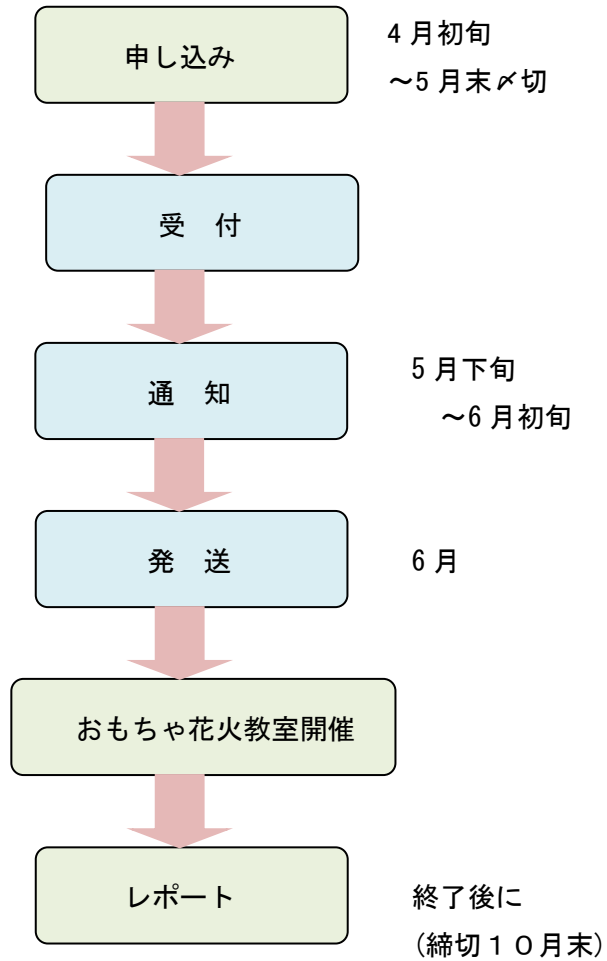 申し込み
4月初旬
～5月末〆切
受　付
通　知
5月下旬
～6月初旬
発　送
6月
おもちゃ花火教室開催
レポート
終了後に
(締切１０月末)